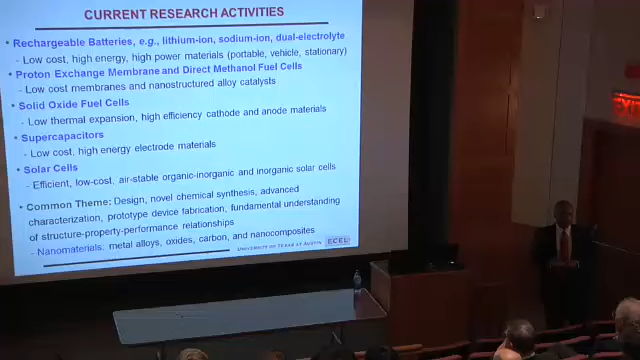 CURRENT RESEARCH ACTIVITIES
• Rechargeable Batteries, e.g., lithium-ion, sodium-ion, dual-electrolyte
– Low cost, high energy, high power materials (portable, vehicle, stationary)
• Proton Exchange Membrane and Direct Methanol Fuel Cells
– Low cost membranes and nanostructured alloy catalysts
• Solid Oxide Fuel Cells
– Low thermal expansion, high efficiency cathode and anode materials
• Supercapacitors
– Low cost, high energy electrode materials
• Solar Cells
– Efficient, low-cost, air-stable organic-inorganic and inorganic solar cells
• Common Theme: Design, novel chemical synthesis, advanced
characterization, prototype device fabrication, fundamental understanding
of structure-property-performance relationships
– Nanomaterials: metal alloys, oxides, carbon, and nanocomposites
UNIVERSITY OF TEXAS AT AUSTIN ECEL
EXIT